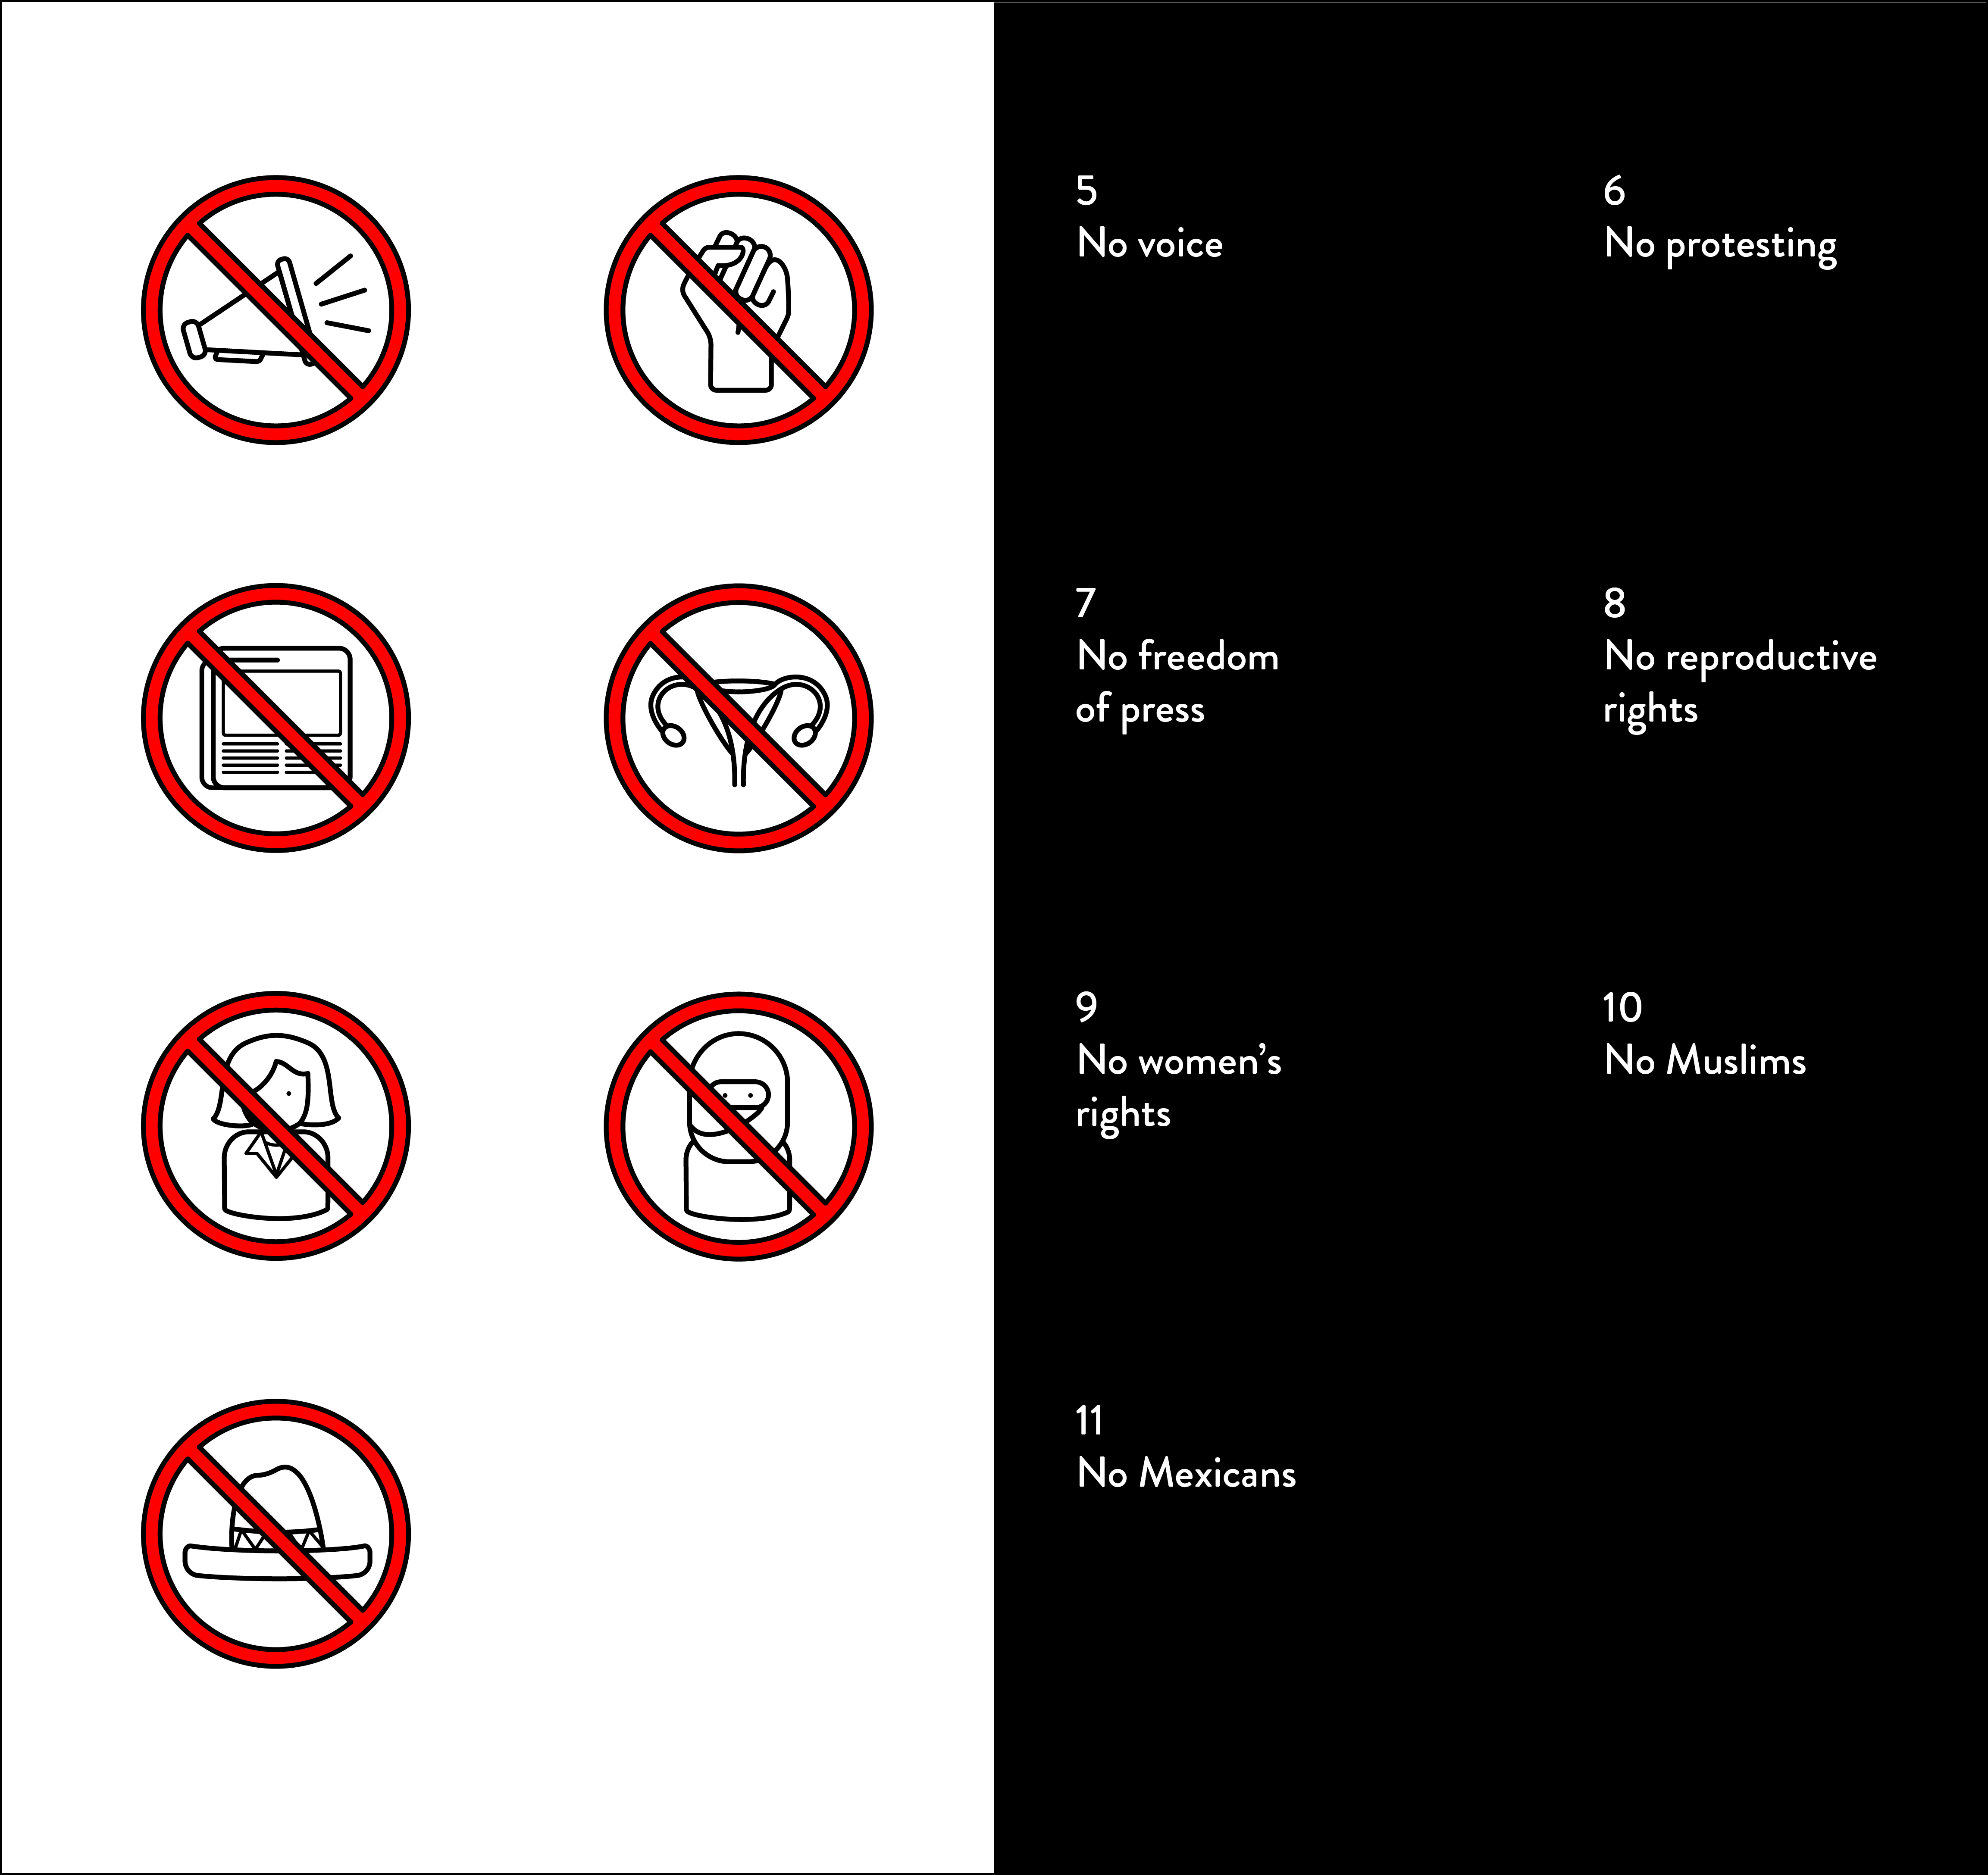 5
No voice
6
No protesting
7
No freedom
of press
8
No reproductive
rights
9
No women’s
rights
10
No Muslims
11
No Mexicans